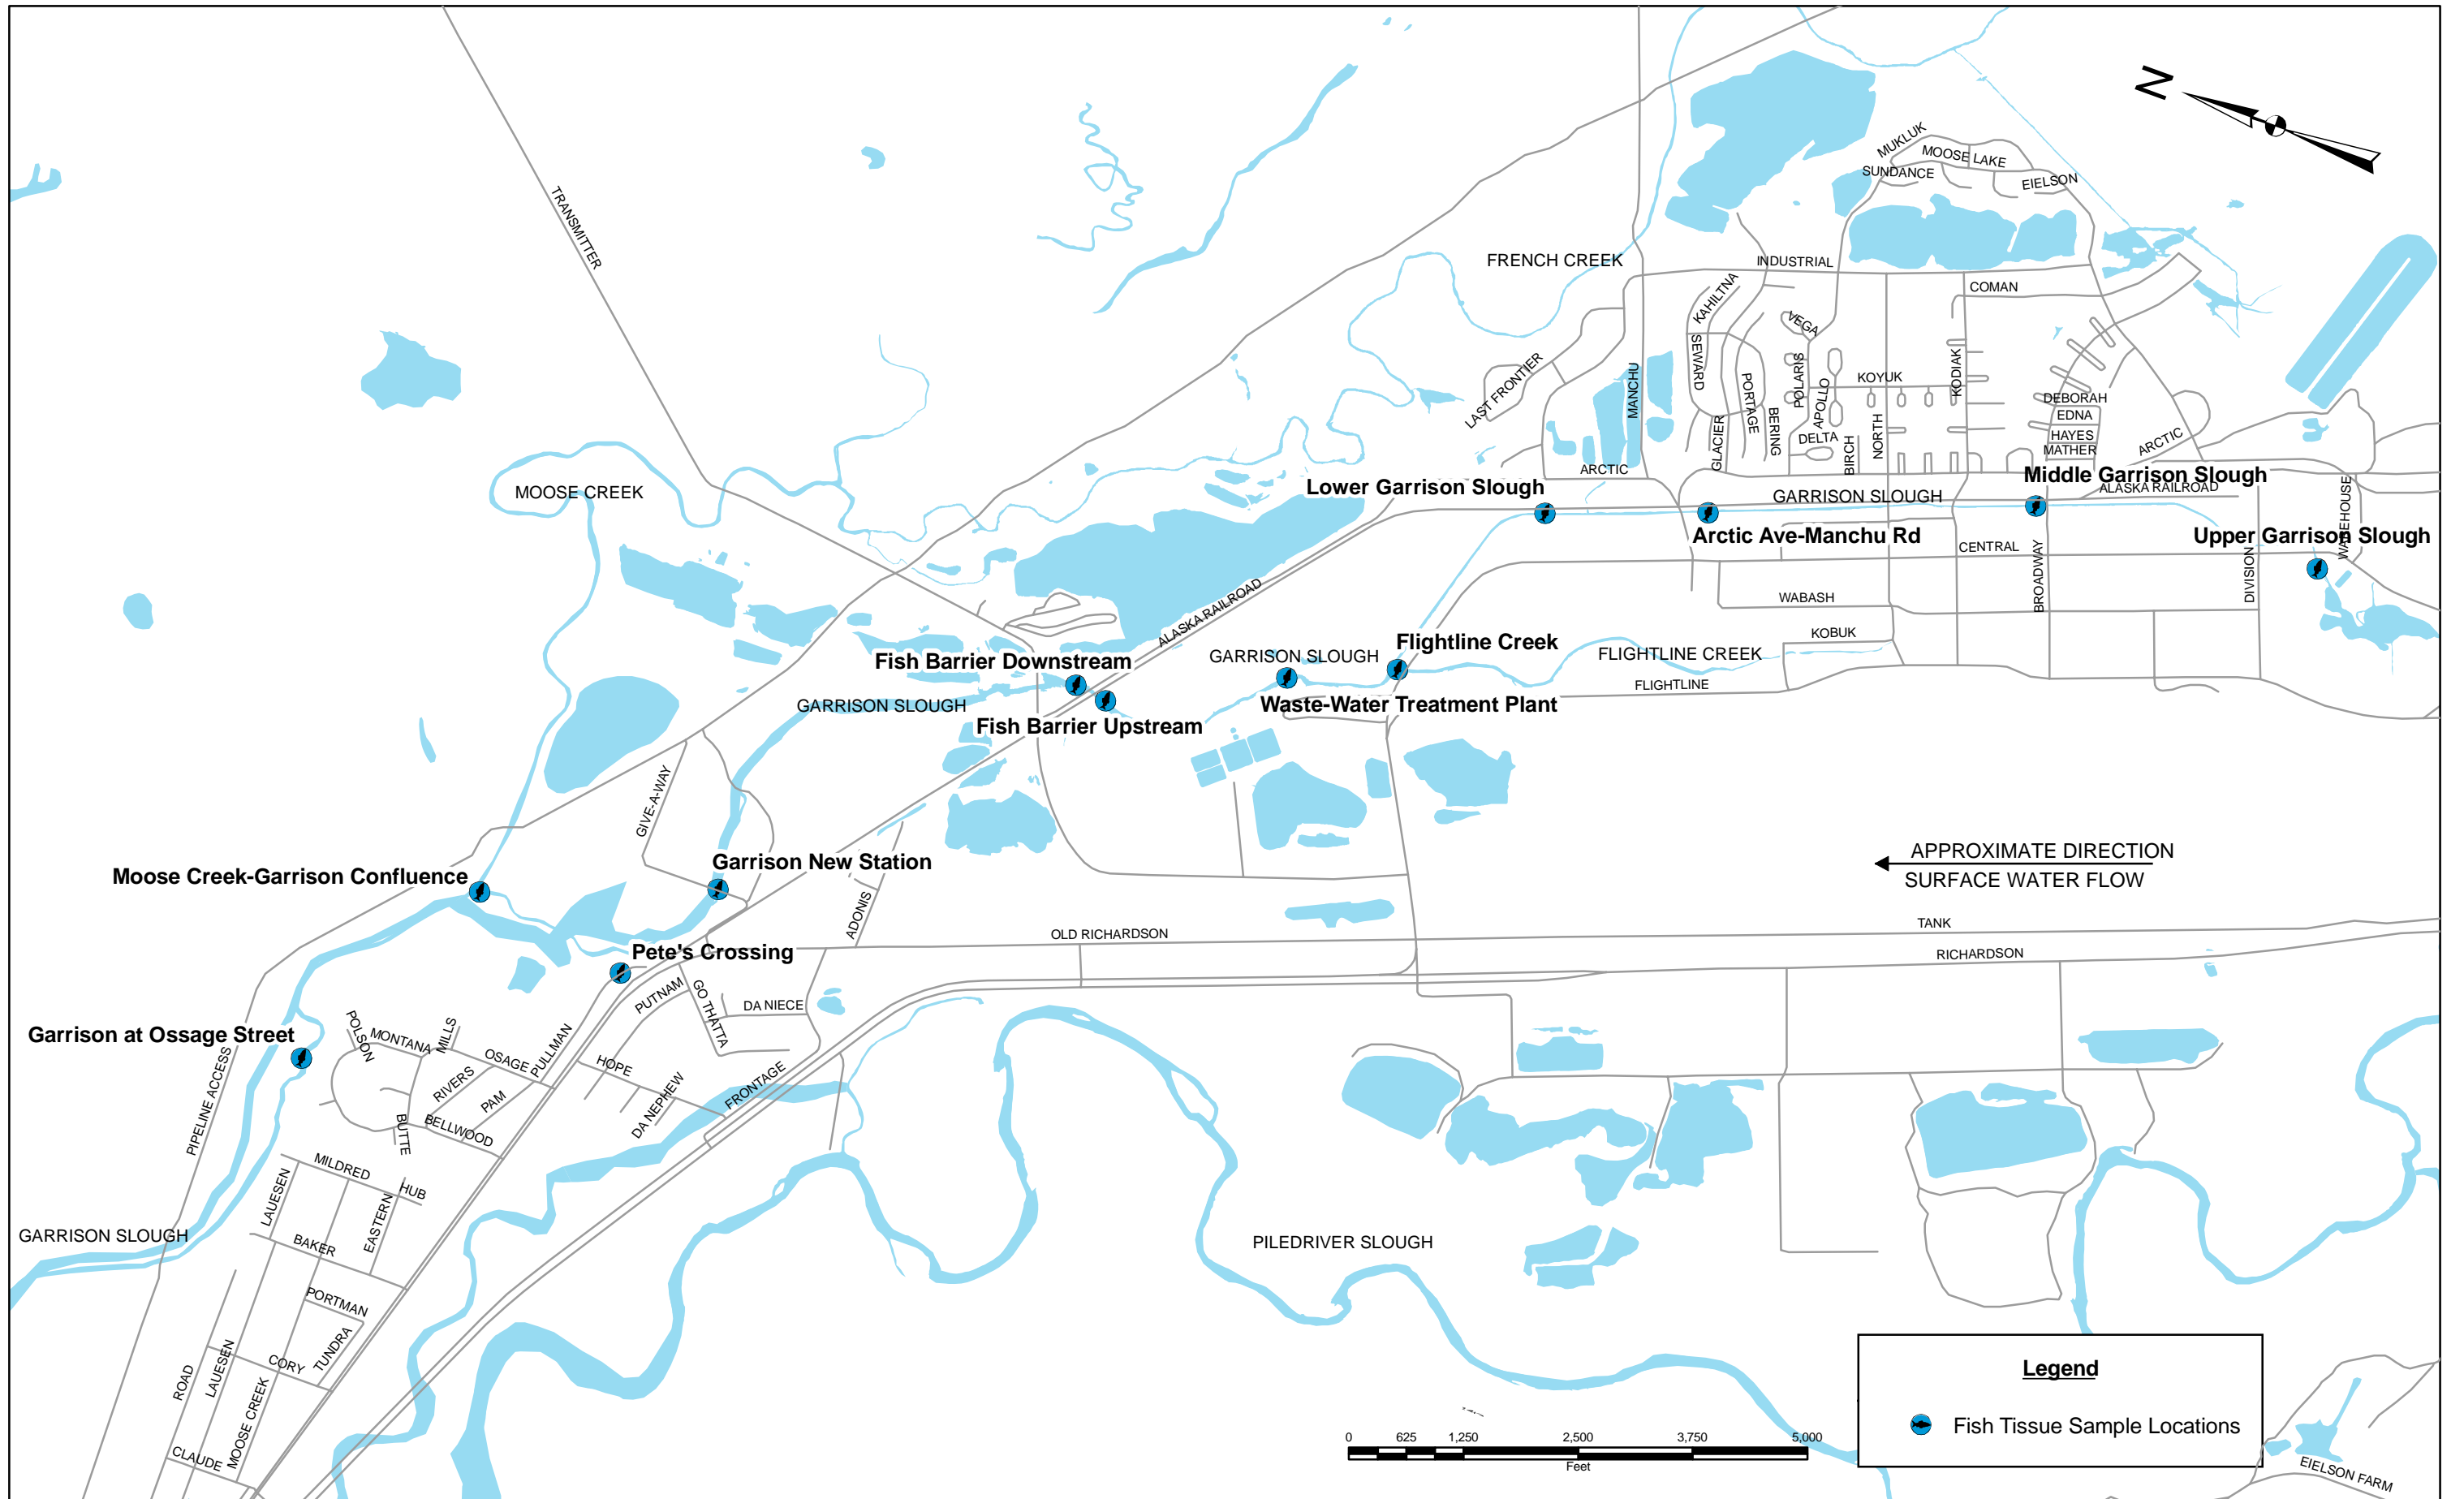 N
MUKLUK
MOOSE LAKE
SUNDANCE
EIELSON
TRANSMITTER
FRENCH CREEK
INDUSTRIAL
COMAN
KAHILTNA
VEGA
SEWARD
LAST FRONTIER
MANCHU
PORTAGE
POLARIS
APOLLO
KOYUK
KODIAK
BERING
GLACIER
DELTA
BIRCH
NORTH
DEBORAH
EDNA
HAYES
MATHER
ARCTIC
ARCTIC
MOOSE CREEK
Lower Garrison Slough
GARRISON SLOUGH
Middle Garrison Slough
ALASKA RAILROAD
WAREHOUSE
Arctic Ave-Manchu Rd
Upper Garrison Slough
CENTRAL
BROADWAY
DIVISION
WABASH
ALASKA RAILROAD
KOBUK
Flightline Creek
FLIGHTLINE CREEK
GARRISON SLOUGH
Fish Barrier Downstream
FLIGHTLINE
GARRISON SLOUGH
Waste-Water Treatment Plant
Fish Barrier Upstream
GIVE-A-WAY
APPROXIMATE DIRECTION
SURFACE WATER FLOW
Garrison New Station
Moose Creek-Garrison Confluence
ADONIS
TANK
OLD RICHARDSON
RICHARDSON
Pete's Crossing
PUTNAM
GO THATTA
DA NIECE
Garrison at Ossage Street
POLSON
MONTANA
MILLS
OSAGE
PULLMAN
PIPELINE ACCESS
RIVERS
PAM
HOPE
DA NEPHEW
FRONTAGE
BUTTE
BELLWOOD
MILDRED
HUB
LAUESEN
EASTERN
GARRISON SLOUGH
BAKER
PILEDRIVER SLOUGH
PORTMAN
TUNDRA
CORY
ROAD
LAUESEN
MOOSE CREEK
CLAUDE
0 625 1,250 2,500 3,750 5,000
Feet
Legend
Fish Tissue Sample Locations
EIELSON FARM